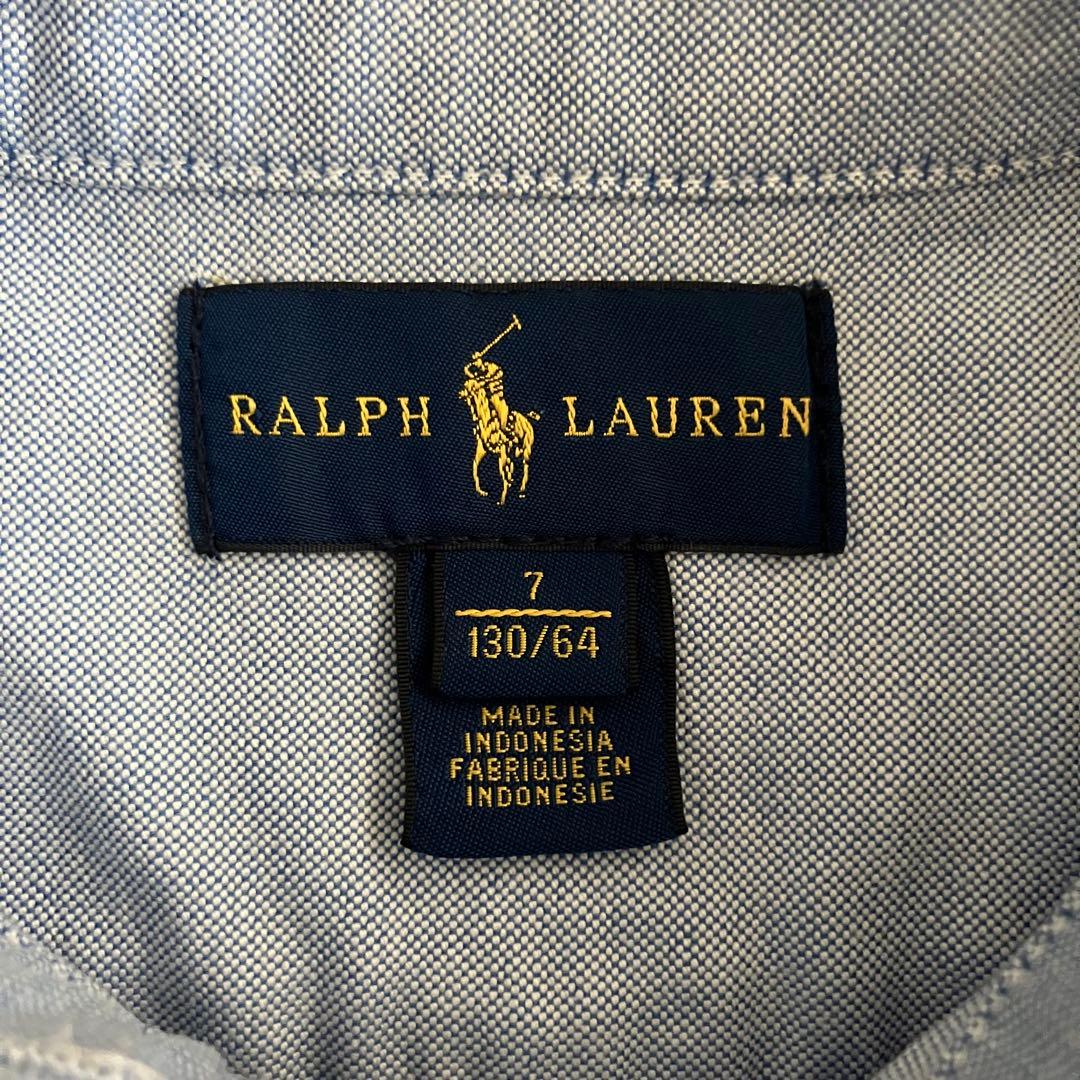 RALPH LAUREN
7
130/64
MADE IN
INDONESIA
FABRIQUE EN
INDONESIE